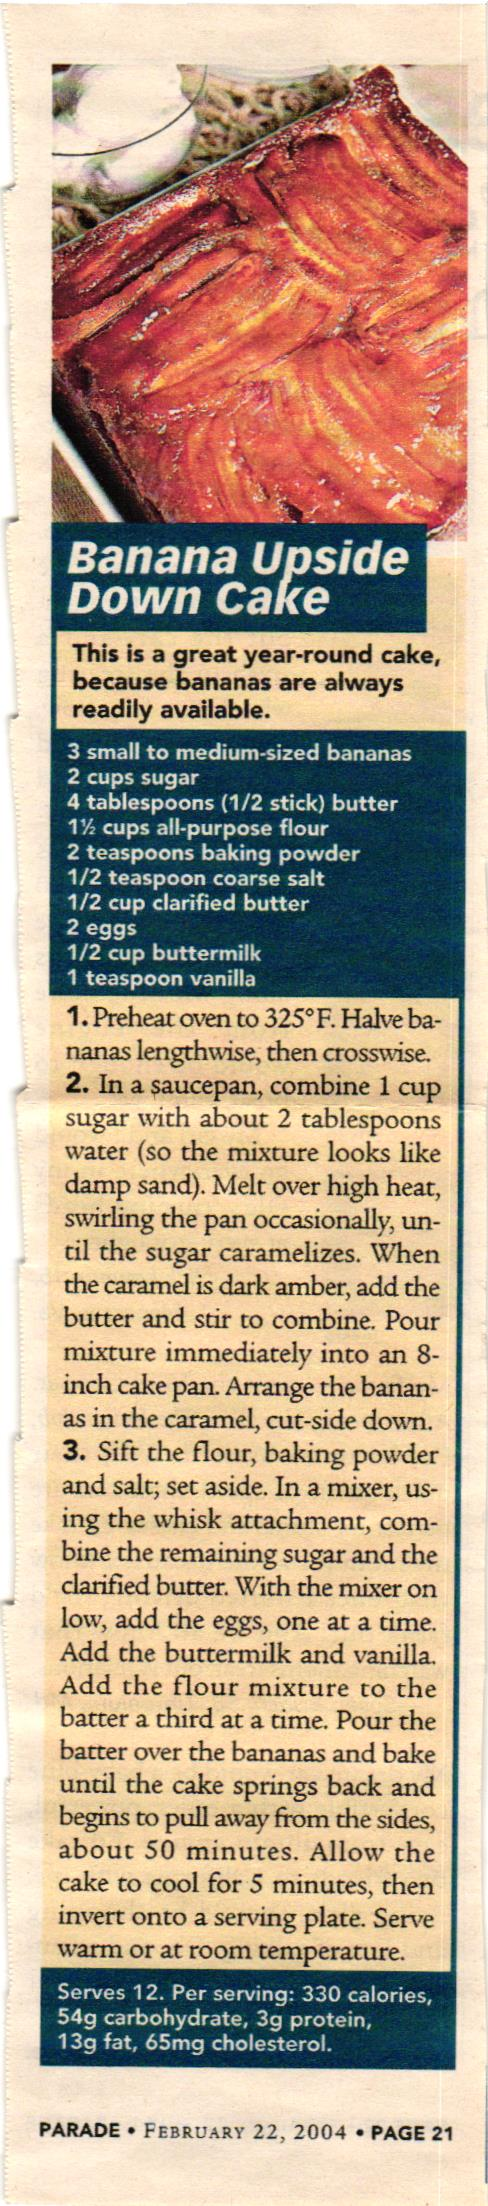 Banana Upside
Down Cake
This is a great year-round cake,
because bananas are always
readily available.
3 small to medium-sized bananas
2 cups sugar
4 tablespoons (1/2 stick) butter
1½ cups all-purpose flour
2 teaspoons baking powder
1/2 teaspoon coarse salt
1/2 cup clarified butter
2 eggs
1/2 cup buttermilk
1 teaspoon vanilla
1. Preheat oven to 325°F. Halve ba-
nanas lengthwise, then crosswise.
2. In a saucepan, combine 1 cup
sugar with about 2 tablespoons
water (so the mixture looks like
damp sand). Melt over high heat,
swirling the pan occasionally, un-
til the sugar caramelizes. When
the caramel is dark amber, add the
butter and stir to combine. Pour
mixture immediately into an 8-
inch cake pan. Arrange the banan-
as in the caramel, cut-side down.
3. Sift the flour, baking powder
and salt; set aside. In a mixer, us-
ing the whisk attachment, com-
bine the remaining sugar and the
clarified butter. With the mixer on
low, add the eggs, one at a time.
Add the buttermilk and vanilla.
Add the flour mixture to the
batter a third at a time. Pour the
batter over the bananas and bake
until the cake springs back and
begins to pull away from the sides,
about 50 minutes. Allow the
cake to cool for 5 minutes, then
invert onto a serving plate. Serve
warm or at room temperature.
Serves 12. Per serving: 330 calories,
54g carbohydrate, 3g protein,
13g fat, 65mg cholesterol.
PARADE • FEBRUARY 22, 2004 • PAGE 21